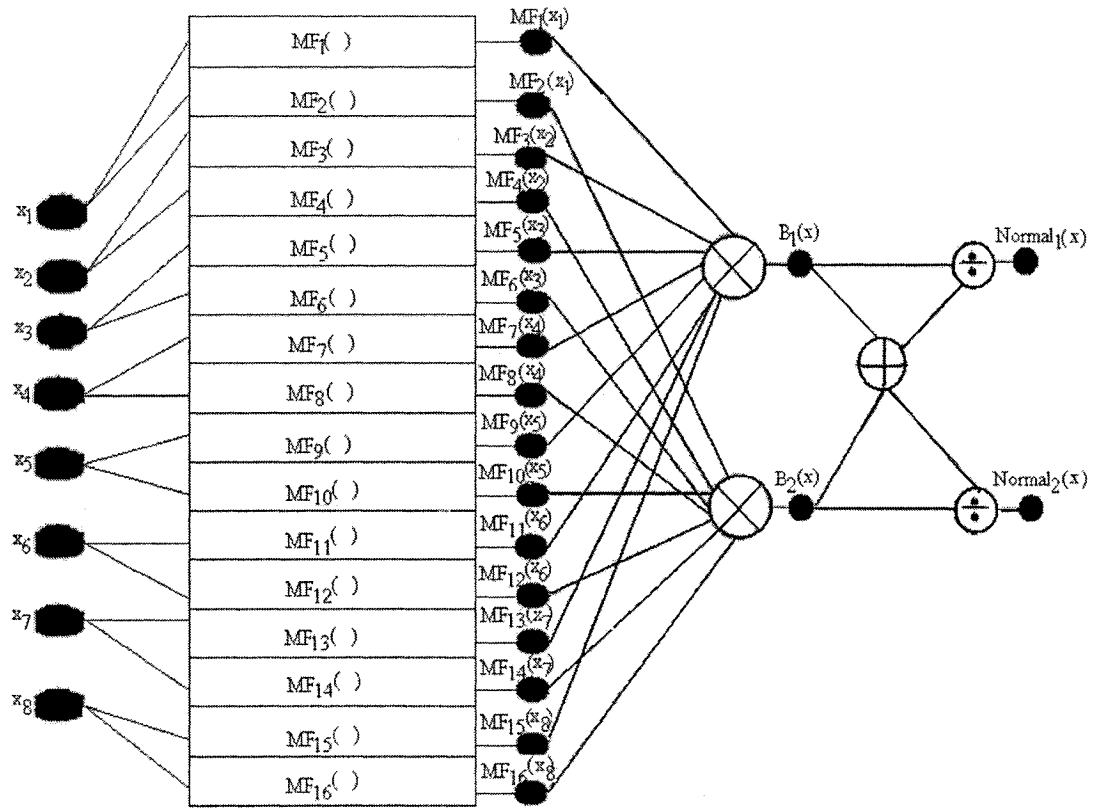 x1
x2
x3
x4
x5
x6
x7
x8
MF1( )
MF2( )
MF3( )
MF4( )
MF5( )
MF6( )
MF7( )
MF8( )
MF9( )
MF10( )
MF11( )
MF12( )
MF13( )
MF14( )
MF15( )
MF16( )
MF1(x1)
MF2(x1)
MF3(x2)
MF4(x2)
MF5(x3)
MF6(x3)
MF7(x4)
MF8(x4)
MF9(x5)
MF10(x5)
MF11(x6)
MF12(x6)
MF13(x7)
MF14(x7)
MF15(x8)
MF16(x8
B1(x)
B2(x)
Normal1(x)
Normal2(x)